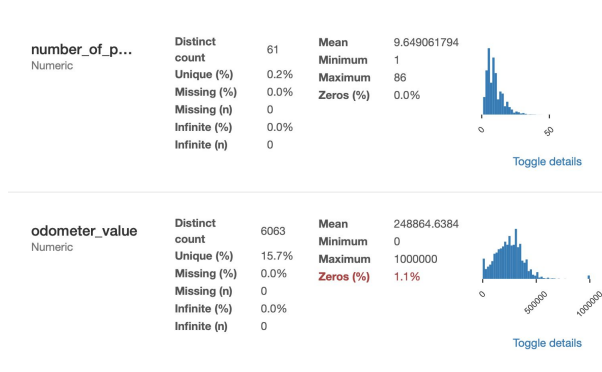 number_of_p...
Numeric
Distinct count 61
Unique (%) 0.2%
Missing (%) 0.0%
Missing (n) 0
Infinite (%) 0.0%
Infinite (n) 0
Mean 9.649061794
Minimum 1
Maximum 86
Zeros (%) 0.0%
0 50
Toggle details
odometer_value
Numeric
Distinct count 6063
Unique (%) 15.7%
Missing (%) 0.0%
Missing (n) 0
Infinite (%) 0.0%
Infinite (n) 0
Mean 248864.6384
Minimum 0
Maximum 1000000
Zeros (%) 1.1%
0 500000 1000000
Toggle details